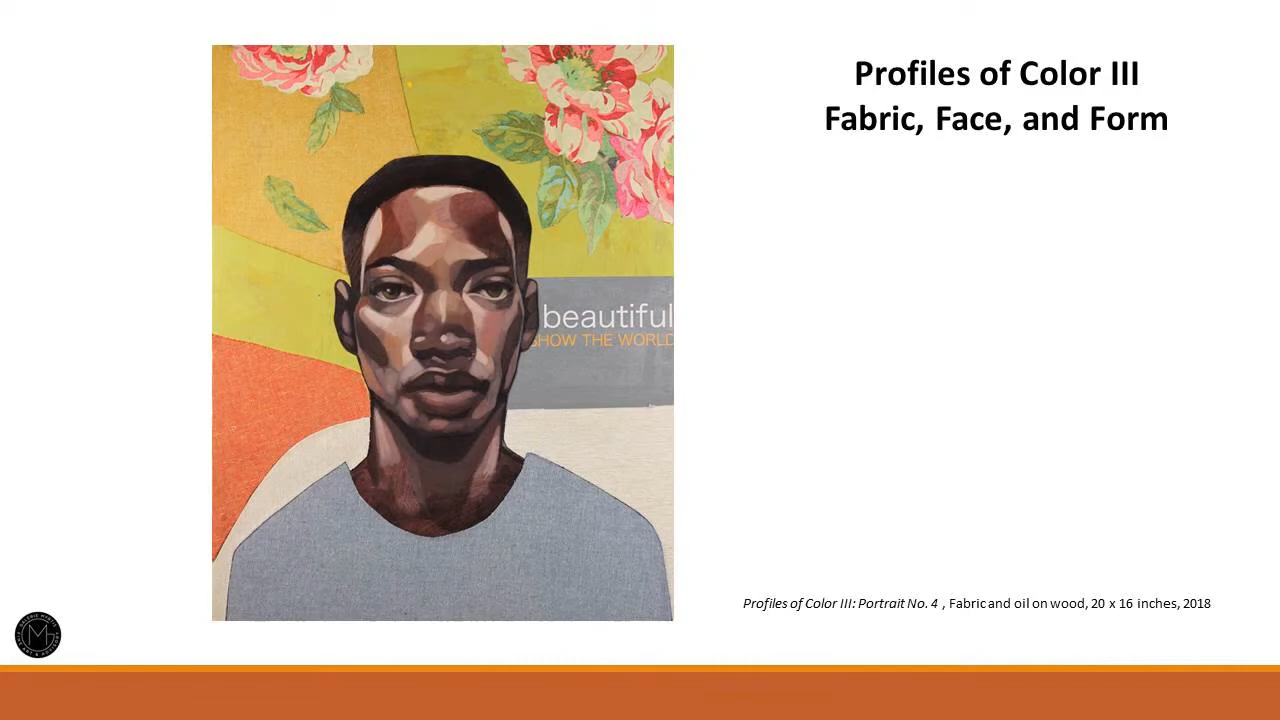 Profiles of Color III
Fabric, Face, and Form
beautiful
SHOW THE WORLD
Profiles of Color III: Portrait No. 4 , Fabric and oil on wood, 20 x 16 inches, 2018